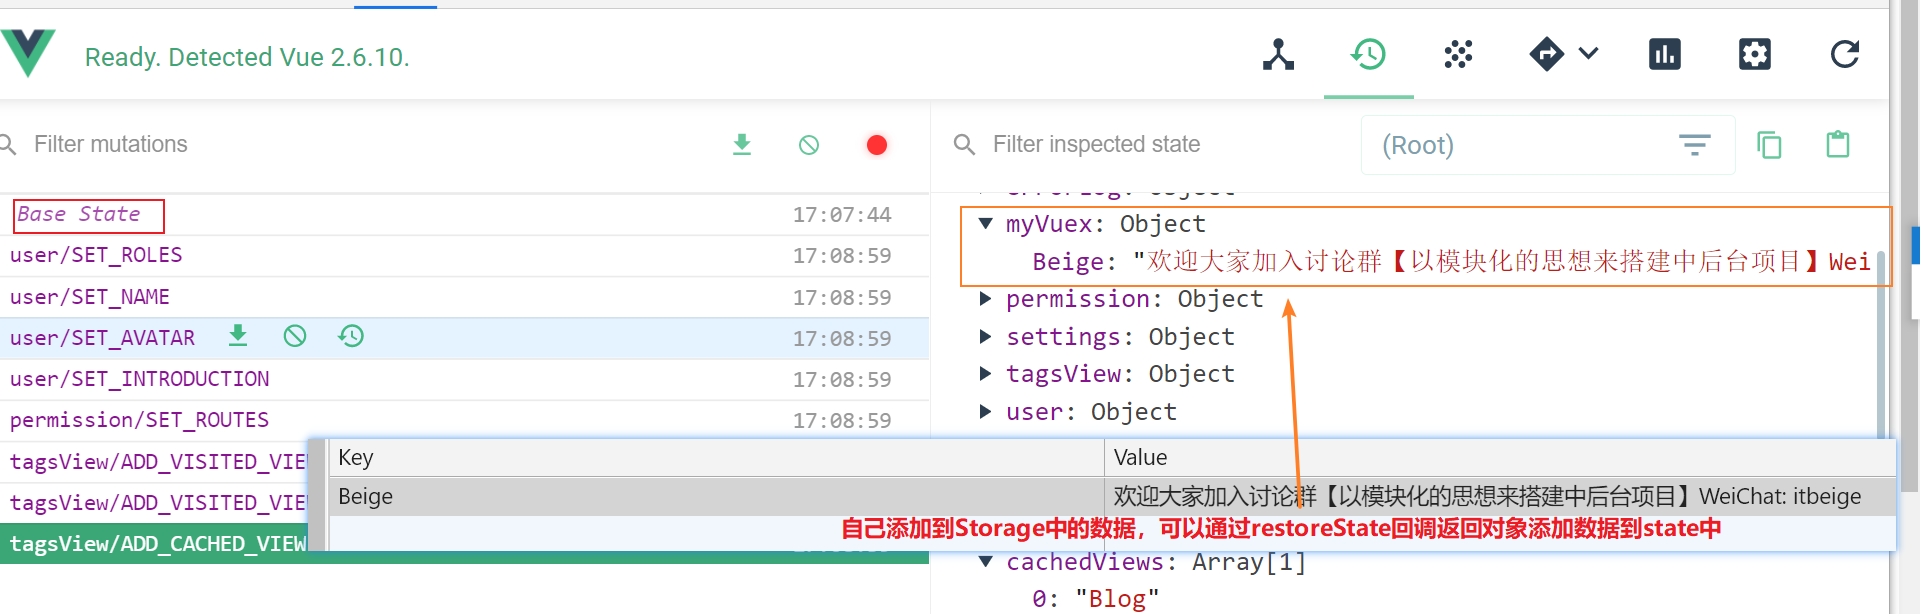 Ready. Detected Vue 2.6.10.
Filter mutations
Filter inspected state
(Root)
Base State 17:07:44
user/SET_ROLES 17:08:59
user/SET_NAME 17:08:59
user/SET_AVATAR 17:08:59
user/SET_INTRODUCTION 17:08:59
permission/SET_ROUTES 17:08:59
tagsView/ADD_VISITED_VIE
tagsView/ADD_VISITED_VIE
tagsView/ADD_CACHED_VIEW
myVuex: Object
Beige: "欢迎大家加入讨论群【以模块化的思想来搭建中后台项目】Wei
permission: Object
settings: Object
tagsView: Object
user: Object
Key Value
Beige 欢迎大家加入讨论群【以模块化的思想来搭建中后台项目】WeiChat: itbeige
自己添加到Storage中的数据，可以通过restoreState回调返回对象添加数据到state中
cachedViews: Array[1]
0: "Blog"